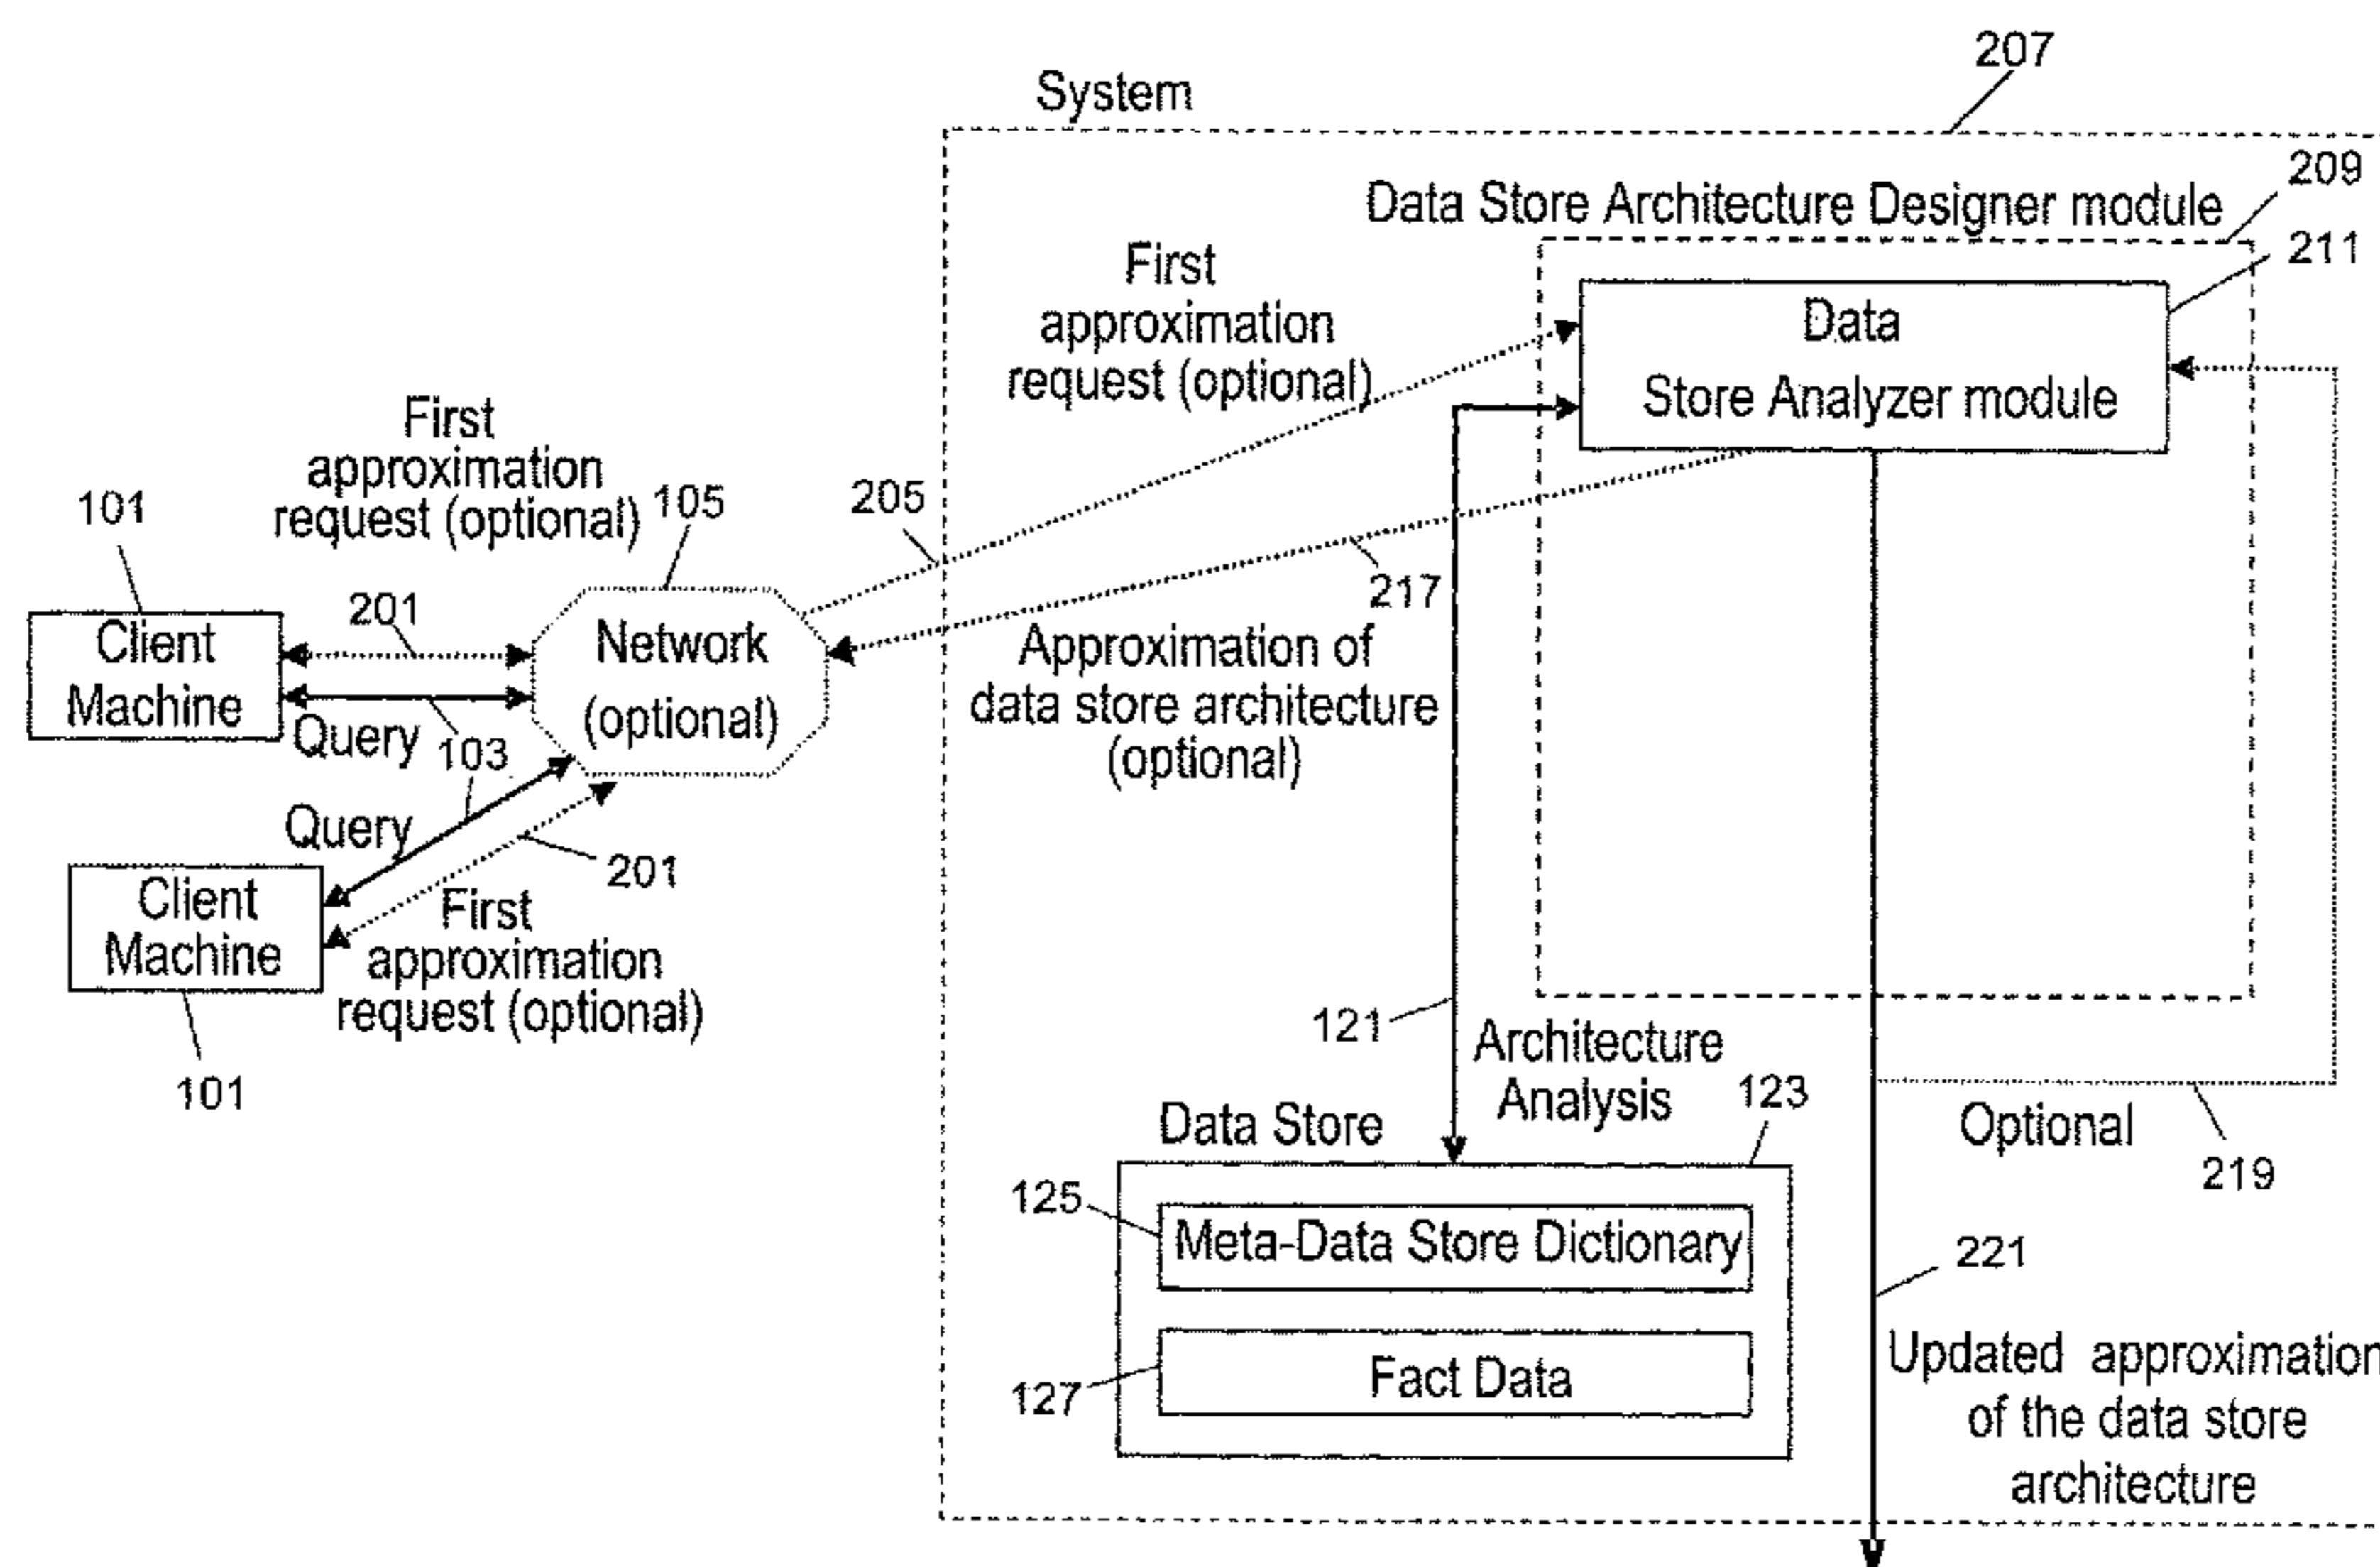 207
System
209
Data Store Architecture Designer module
211
First
approximation
request (optional)
Data
Store Analyzer module
First
approximation
request (optional)
101
105
205
201
217
Client
Machine
Network
(optional)
Query
103
Approximation of
data store architecture
(optional)
Query
201
Client
Machine
First
approximation
request (optional)
101
121
Architecture
Analysis
Data Store
123
Optional
219
125
Meta-Data Store Dictionary
221
127
Fact Data
Updated approximation
of the data store
architecture